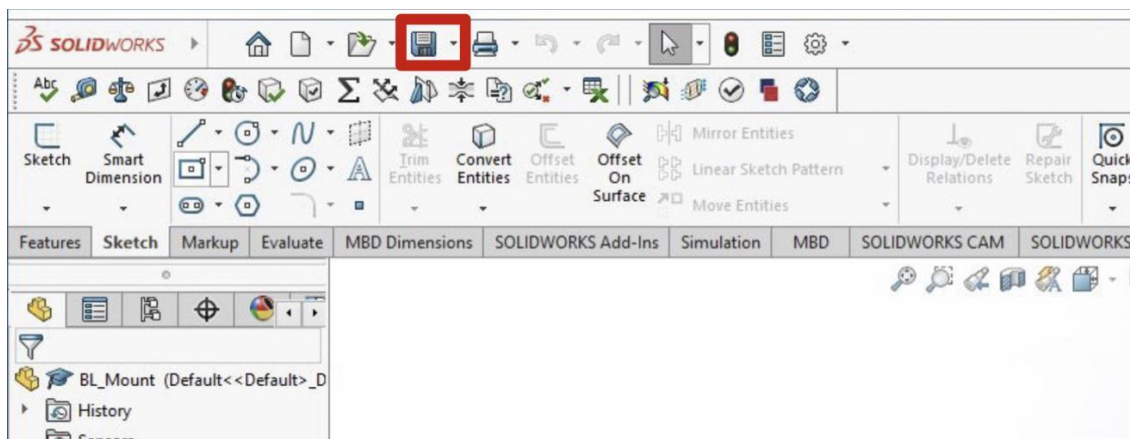 SOLIDWORKS
Abc
Sketch
Smart Dimension
Trim Entities
Convert Entities
Offset Entities
Offset On Surface
Mirror Entities
Linear Sketch Pattern
Move Entities
Display/Delete Relations
Repair Sketch
Quick Snaps
Features Sketch Markup Evaluate MBD Dimensions SOLIDWORKS Add-Ins Simulation MBD SOLIDWORKS CAM SOLIDWORKS
BL_Mount (Default<<Default>_D
History
Sensors